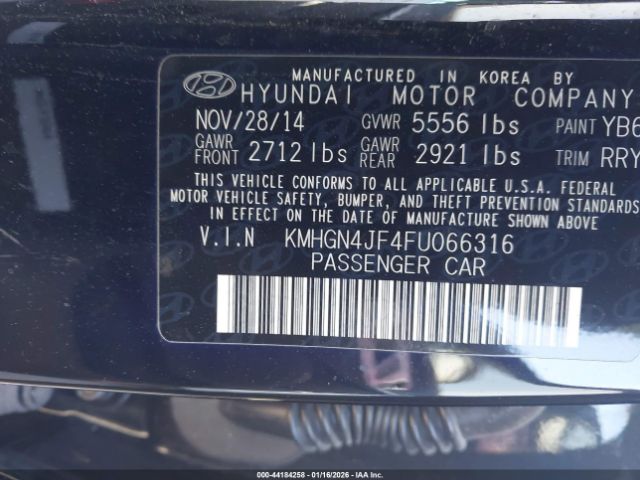 MANUFACTURED IN KOREA BY
HYUNDAI MOTOR COMPANY
NOV/28/14 GVWR 5556 lbs PAINT YB6
GAWR FRONT 2712 lbs GAWR REAR 2921 lbs TRIM RRY
THIS VEHICLE CONFORMS TO ALL APPLICABLE U.S.A. FEDERAL
MOTOR VEHICLE SAFETY, BUMPER, AND THEFT PREVENTION STANDARDS
IN EFFECT ON THE DATE OF MANUFACTURE SHOWN ABOVE
V.I.N KMHGN4JF4FU066316
PASSENGER CAR
000-44184258 - 01/16/2026 - IAAI.COM